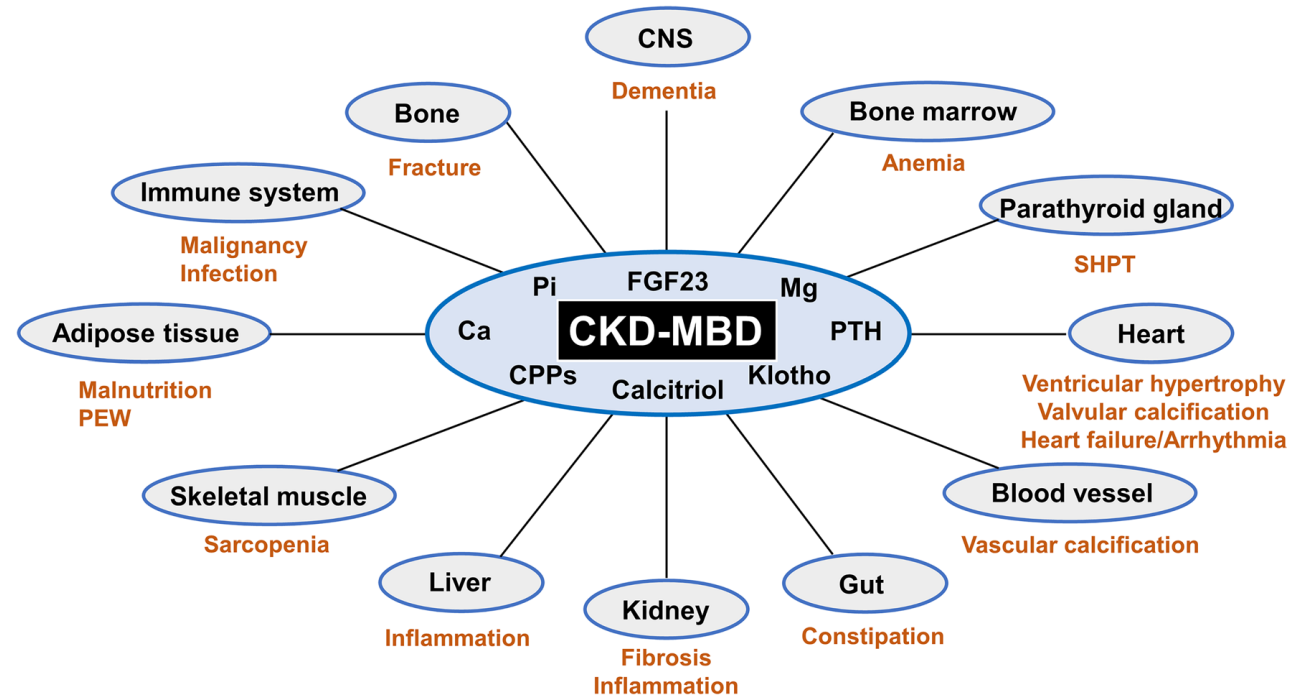 CNS
Dementia
Bone
Fracture
Bone marrow
Anemia
Immune system
Malignancy
Infection
Parathyroid gland
SHPT
Adipose tissue
Malnutrition
PEW
Pi
FGF23
Mg
Ca
CKD-MBD
PTH
CPPs
Calcitriol
Klotho
Heart
Ventricular hypertrophy
Valvular calcification
Heart failure/Arrhythmia
Skeletal muscle
Sarcopenia
Blood vessel
Vascular calcification
Liver
Inflammation
Kidney
Fibrosis
Inflammation
Gut
Constipation